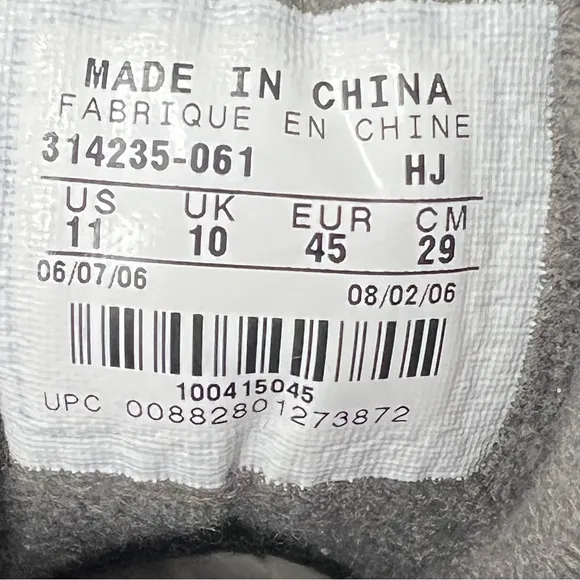 MADE IN CHINA
FABRIQUE EN CHINE
314235-061 HJ
US UK EUR CM
11 10 45 29
06/07/06 08/02/06
100415045
UPC 00882801273872